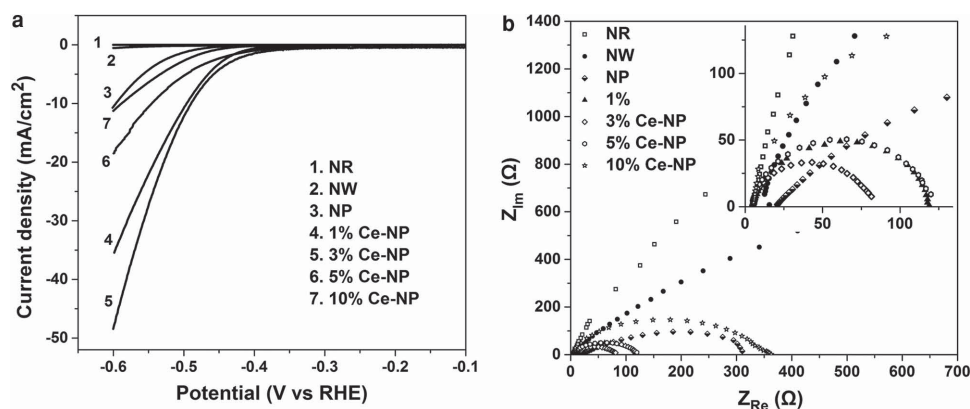 a
0
-10
-20
-30
-40
-50
-0.6
-0.5
-0.4
-0.3
-0.2
-0.1
Current density (mA/cm²)
Potential (V vs RHE)
1
2
3
7
6
4
5
1. NR
2. NW
3. NP
4. 1% Ce-NP
5. 3% Ce-NP
6. 5% Ce-NP
7. 10% Ce-NP
b
1400
1200
1000
800
600
400
200
0
0
100
200
300
400
500
600
700
Z_Im (Ω)
Z_Re (Ω)
NR
NW
NP
1%
3% Ce-NP
5% Ce-NP
10% Ce-NP
100
50
0
0
50
100